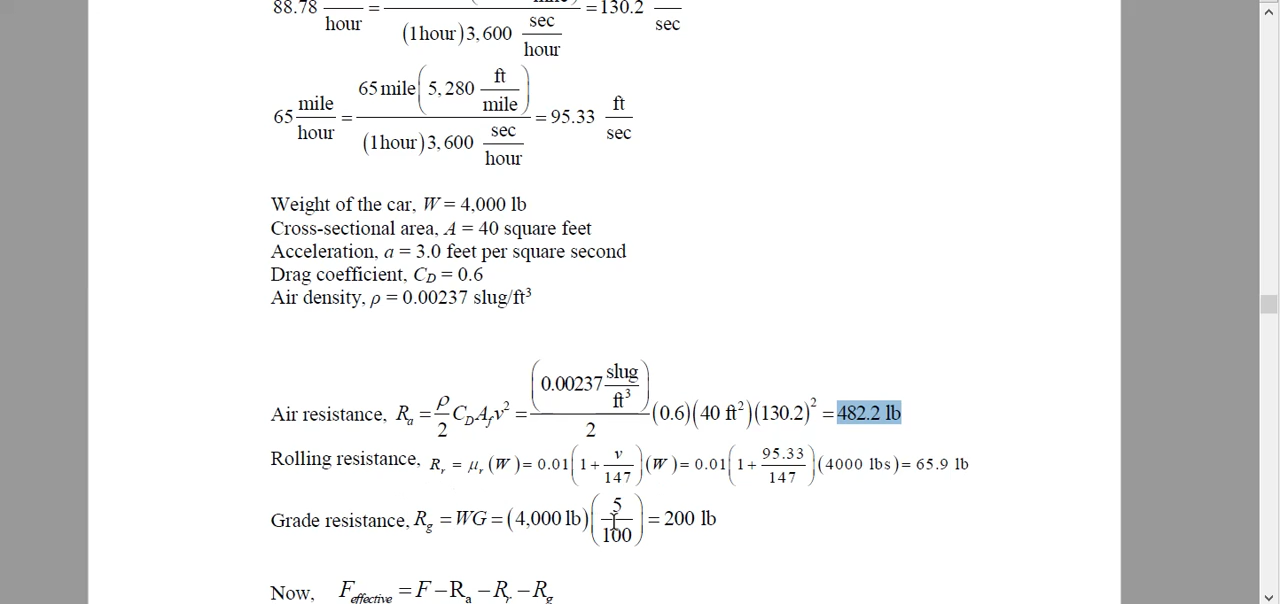 88.78 mile/hour = (1hour)3,600 sec/hour = 130.2 ft/sec
65 mile/hour = 65 mile(5,280 ft/mile) / (1hour)3,600 sec/hour = 95.33 ft/sec
Weight of the car, W = 4,000 lb
Cross-sectional area, A = 40 square feet
Acceleration, a = 3.0 feet per square second
Drag coefficient, C_D = 0.6
Air density, ρ = 0.00237 slug/ft³
Air resistance, R_a = ρ/2 C_D A_f v² = (0.00237 slug/ft³)/2 (0.6)(40 ft²)(130.2)² = 482.2 lb
Rolling resistance, R_r = μ_r (W) = 0.01(1+ v/147)(W) = 0.01(1+ 95.33/147)(4000 lbs) = 65.9 lb
Grade resistance, R_g = WG = (4,000 lb)(5/100) = 200 lb
Now, F_effective = F − R_a − R_r − R_g